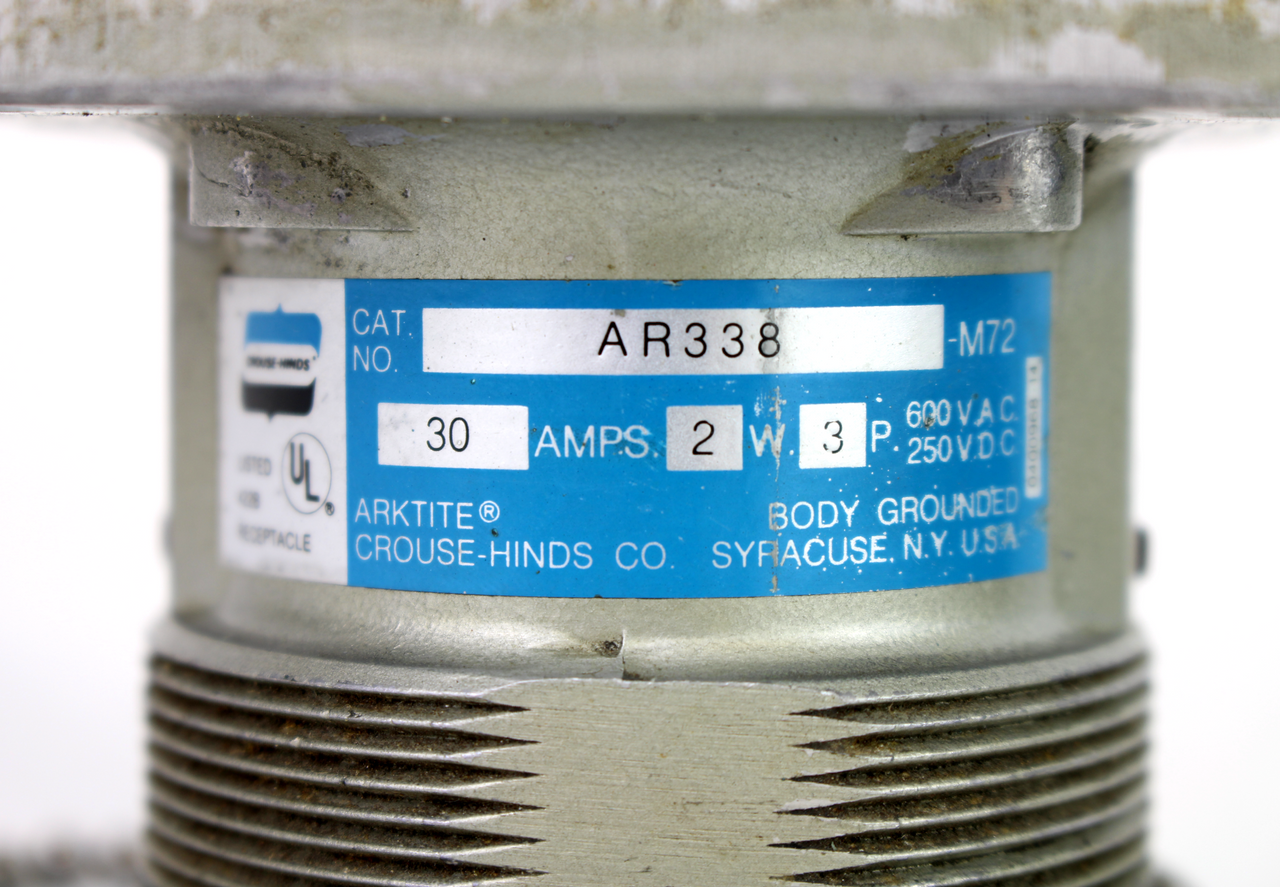 CROUSE-HINDS®
LISTED
UL®
RECEPTACLE
CAT.
NO.
AR338
-M72
30 AMPS. 2 W. 3 P.
600 V.A.C.
250 V.D.C
ARKTITE®
BODY GROUNDED
CROUSE-HINDS CO. SYRACUSE, N.Y. U.S.A.